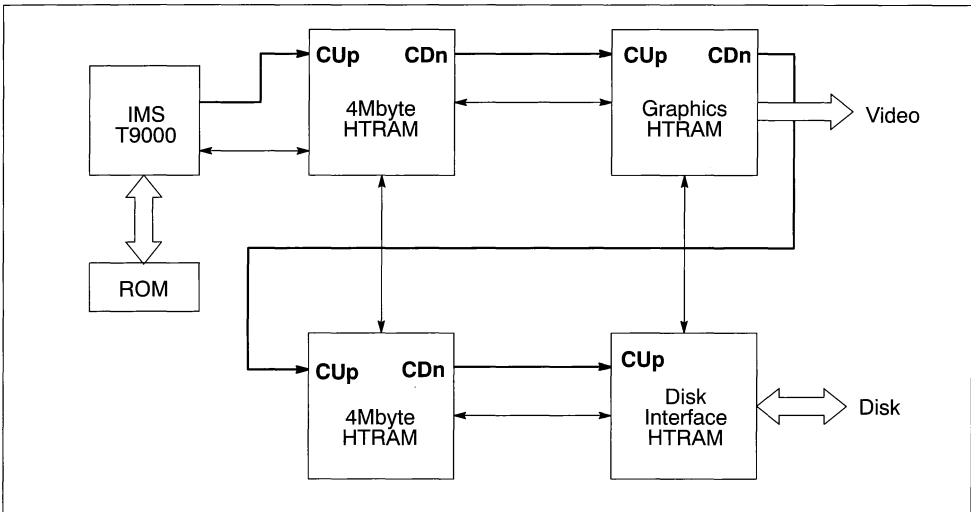 CUp CDn
IMS
T9000
4Mbyte
HTRAM
CUp CDn
Graphics
HTRAM
Video
ROM
CUp CDn
4Mbyte
HTRAM
CUp
Disk
Interface
HTRAM
Disk